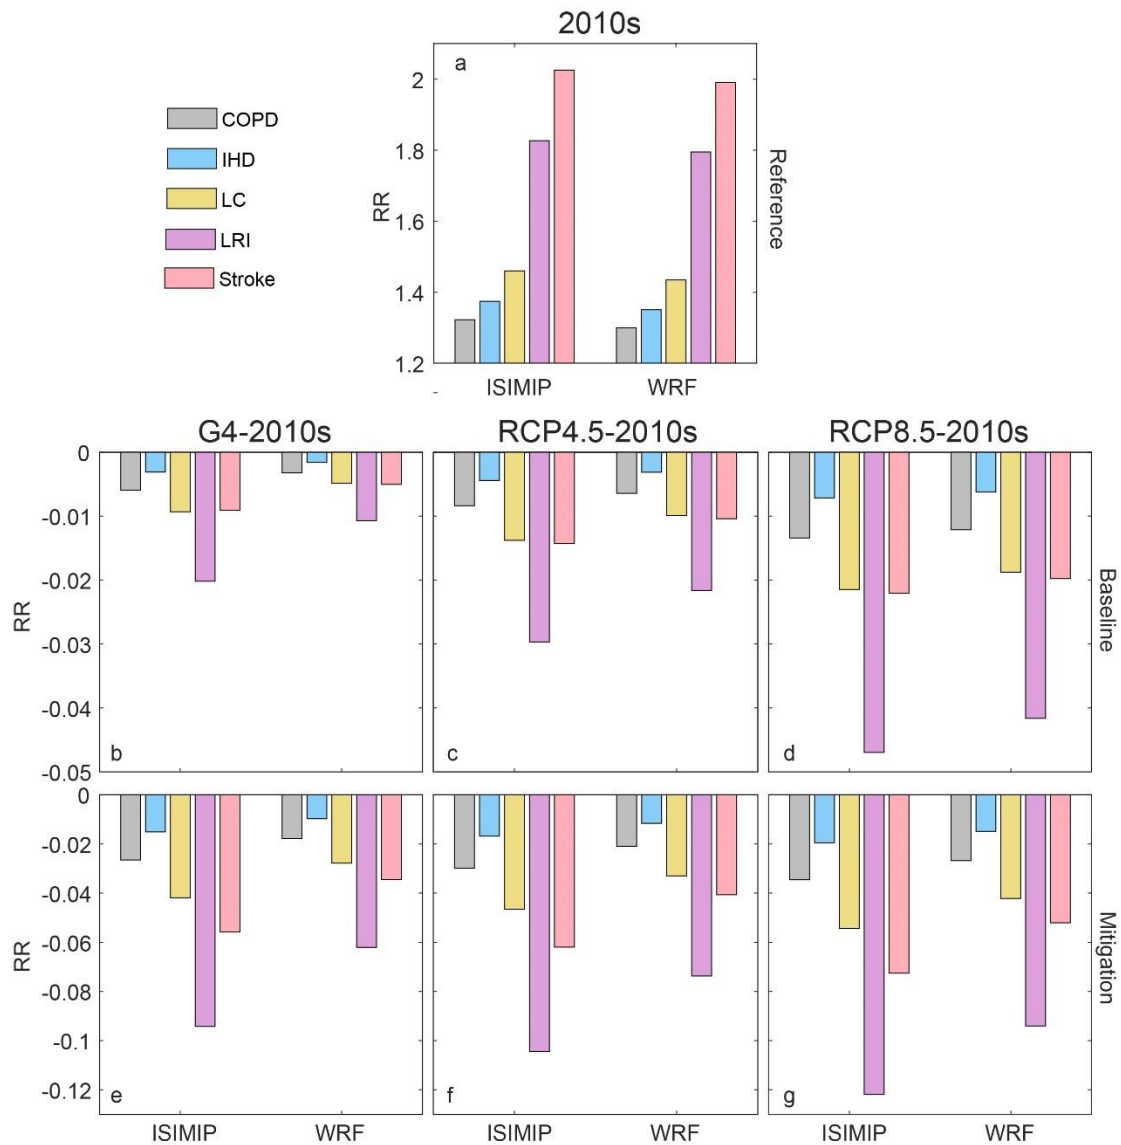 2010s
a
COPD
IHD
LC
LRI
Stroke
2
1.8
1.6
1.4
1.2
RR
Reference
ISIMIP WRF
G4-2010s RCP4.5-2010s RCP8.5-2010s
0
-0.01
-0.02
-0.03
-0.04
-0.05
RR
b c d
Baseline
0
-0.02
-0.04
-0.06
-0.08
-0.1
-0.12
RR
e f g
Mitigation
ISIMIP WRF ISIMIP WRF ISIMIP WRF